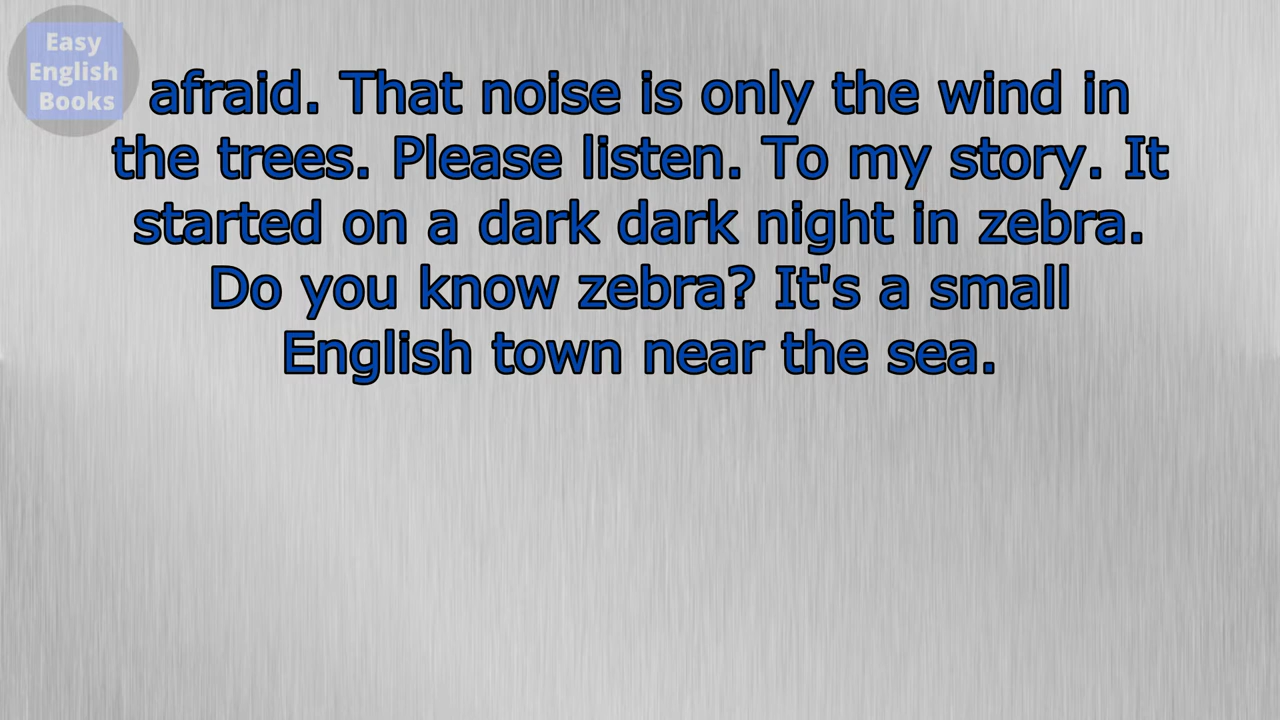 Easy
English
Books
afraid. That noise is only the wind in
the trees. Please listen. To my story. It
started on a dark dark night in zebra.
Do you know zebra? It's a small
English town near the sea.